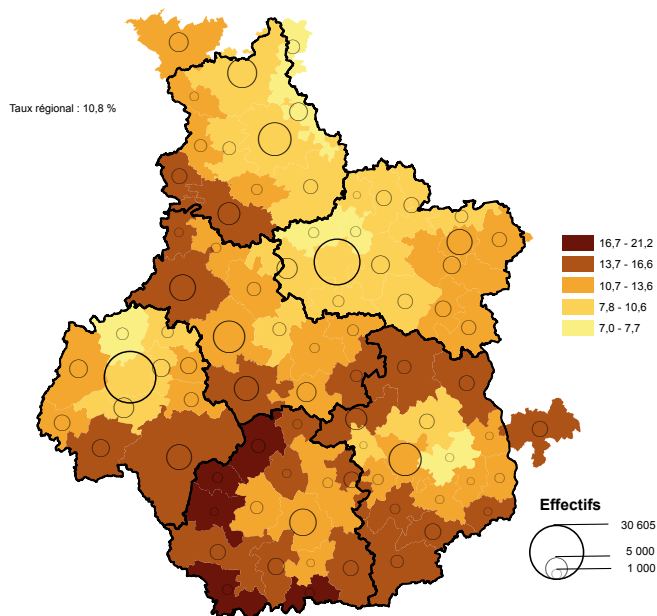 Taux régional : 10,8 %
16,7 - 21,2
13,7 - 16,6
10,7 - 13,6
7,8 - 10,6
7,0 - 7,7
Effectifs
30 605
5 000
1 000